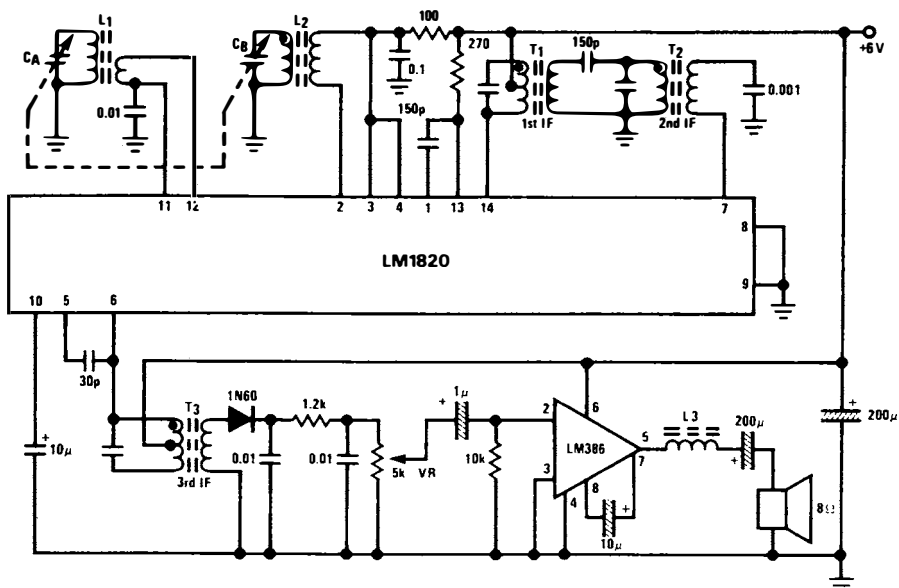 L1
L2
CA
CB
0.01
100
0.1
270
150p
T1
150p
T2
1st IF
2nd IF
0.001
+6V
11
12
2
3
4
1
13
14
7
LM1820
8
9
10
5
6
30p
10μ
+
T3
3rd IF
1N60
0.01
1.2k
0.01
5k
VR
1μ
+
10k
2
3
6
LM386
5
7
8
4
10μ
+
L3
200μ
+
8Ω
+
200μ